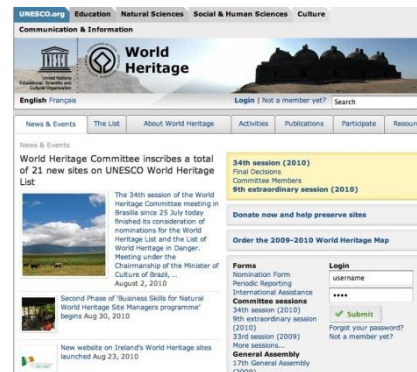 UNESCO.org Education Natural Sciences Social & Human Sciences Culture
Communication & Information
United Nations
Educational, Scientific and
Cultural Organization
World
Heritage
English Français
Login | Not a member yet? Search
News & Events The List About World Heritage Activities Publications Participate Resour
News & Events
World Heritage Committee inscribes a total
of 21 new sites on UNESCO World Heritage
List
The 34th session of the World
Heritage Committee meeting in
Brasilia since 25 July today
finished its consideration of
nominations for the World
Heritage List and the List of
World Heritage in Danger.
Meeting under the
Chairmanship of the Minister of
Culture of Brazil, ...
August 2, 2010
Second Phase of 'Business Skills for Natural
World Heritage Site Managers programme'
begins Aug 30, 2010
New website on Ireland's World Heritage sites
launched Aug 23, 2010
34th session (2010)
Final Decisions
Committee Members
9th extraordinary session (2010)
Donate now and help preserve sites
Order the 2009-2010 World Heritage Map
Forms
Nomination Form
Periodic Reporting
International Assistance
Committee sessions
34th session (2010)
9th extraordinary session
(2010)
33rd session (2009)
More sessions...
General Assembly
17th General Assembly
(2009)
Login
username
••••
Submit
Forgot your password?
Not a member yet?